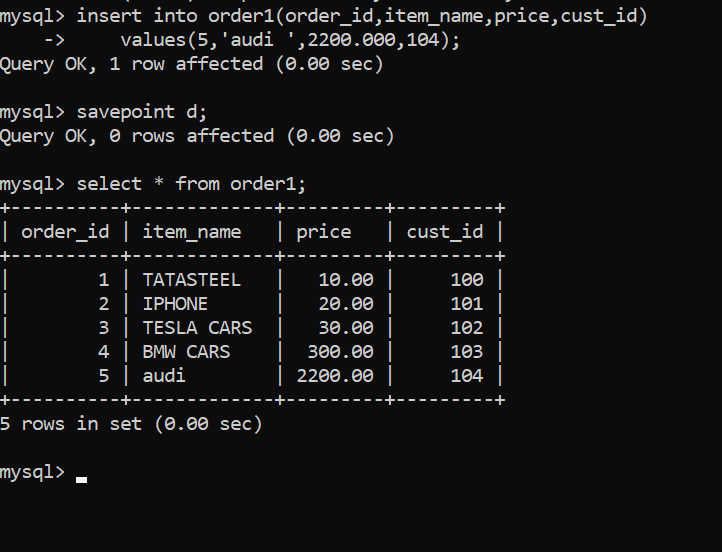 mysql> insert into order1(order_id,item_name,price,cust_id)
    ->     values(5,'audi ',2200.000,104);
Query OK, 1 row affected (0.00 sec)
mysql> savepoint d;
Query OK, 0 rows affected (0.00 sec)
mysql> select * from order1;
+----------+-------------+---------+---------+
| order_id | item_name   | price   | cust_id |
+----------+-------------+---------+---------+
|        1 | TATASTEEL   |   10.00 |     100 |
|        2 | IPHONE      |   20.00 |     101 |
|        3 | TESLA CARS  |   30.00 |     102 |
|        4 | BMW CARS    |  300.00 |     103 |
|        5 | audi        | 2200.00 |     104 |
+----------+-------------+---------+---------+
5 rows in set (0.00 sec)
mysql>